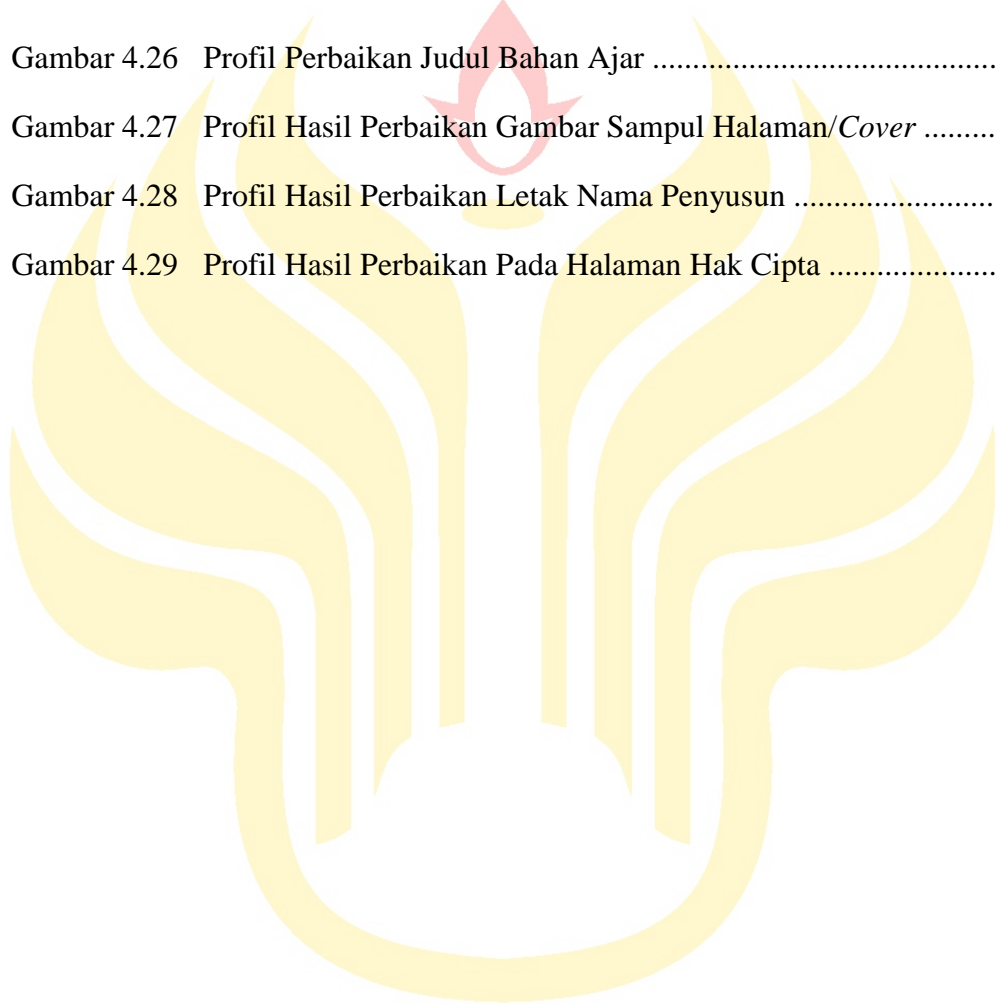 Gambar 4.26 Profil Perbaikan Judul Bahan Ajar ...........................................
Gambar 4.27 Profil Hasil Perbaikan Gambar Sampul Halaman/Cover .........
Gambar 4.28 Profil Hasil Perbaikan Letak Nama Penyusun .........................
Gambar 4.29 Profil Hasil Perbaikan Pada Halaman Hak Cipta .....................